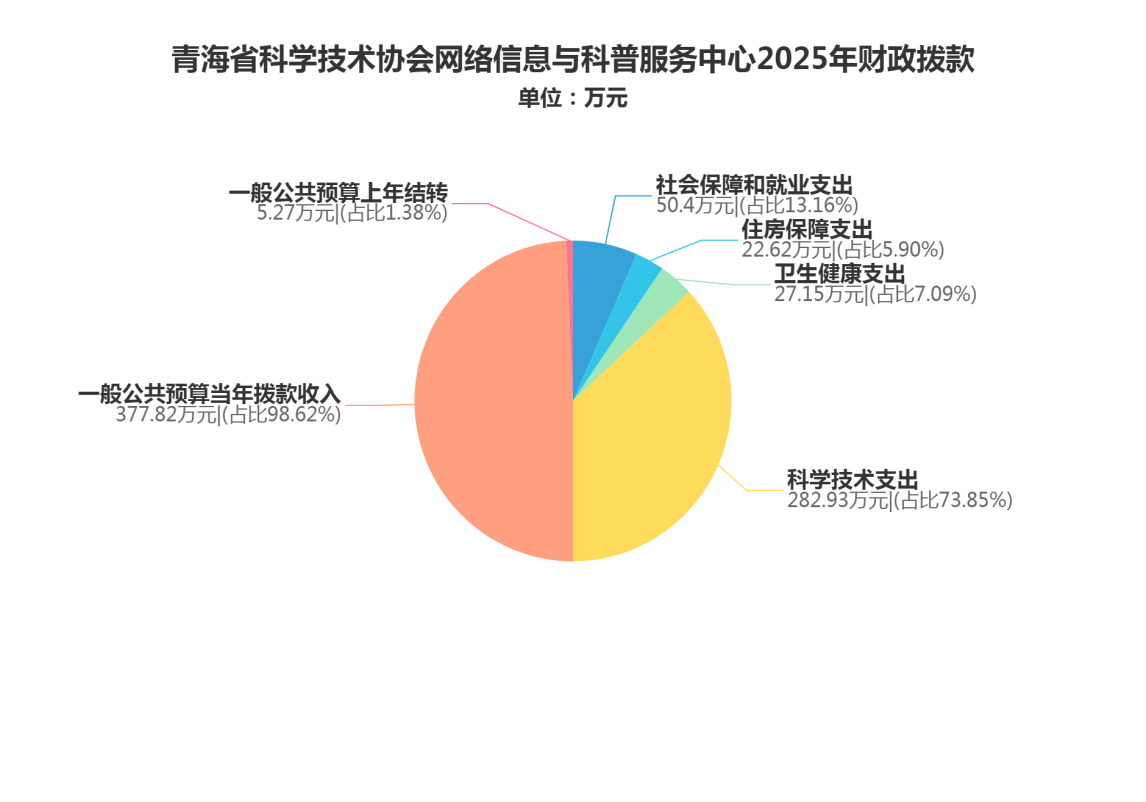 青海省科学技术协会网络信息与科普服务中心2025年财政拨款
单位：万元
一般公共预算上年结转
5.27万元|(占比1.38%)
社会保障和就业支出
50.4万元|(占比13.16%)
住房保障支出
22.62万元|(占比5.90%)
卫生健康支出
27.15万元|(占比7.09%)
一般公共预算当年拨款收入
377.82万元|(占比98.62%)
科学技术支出
282.93万元|(占比73.85%)